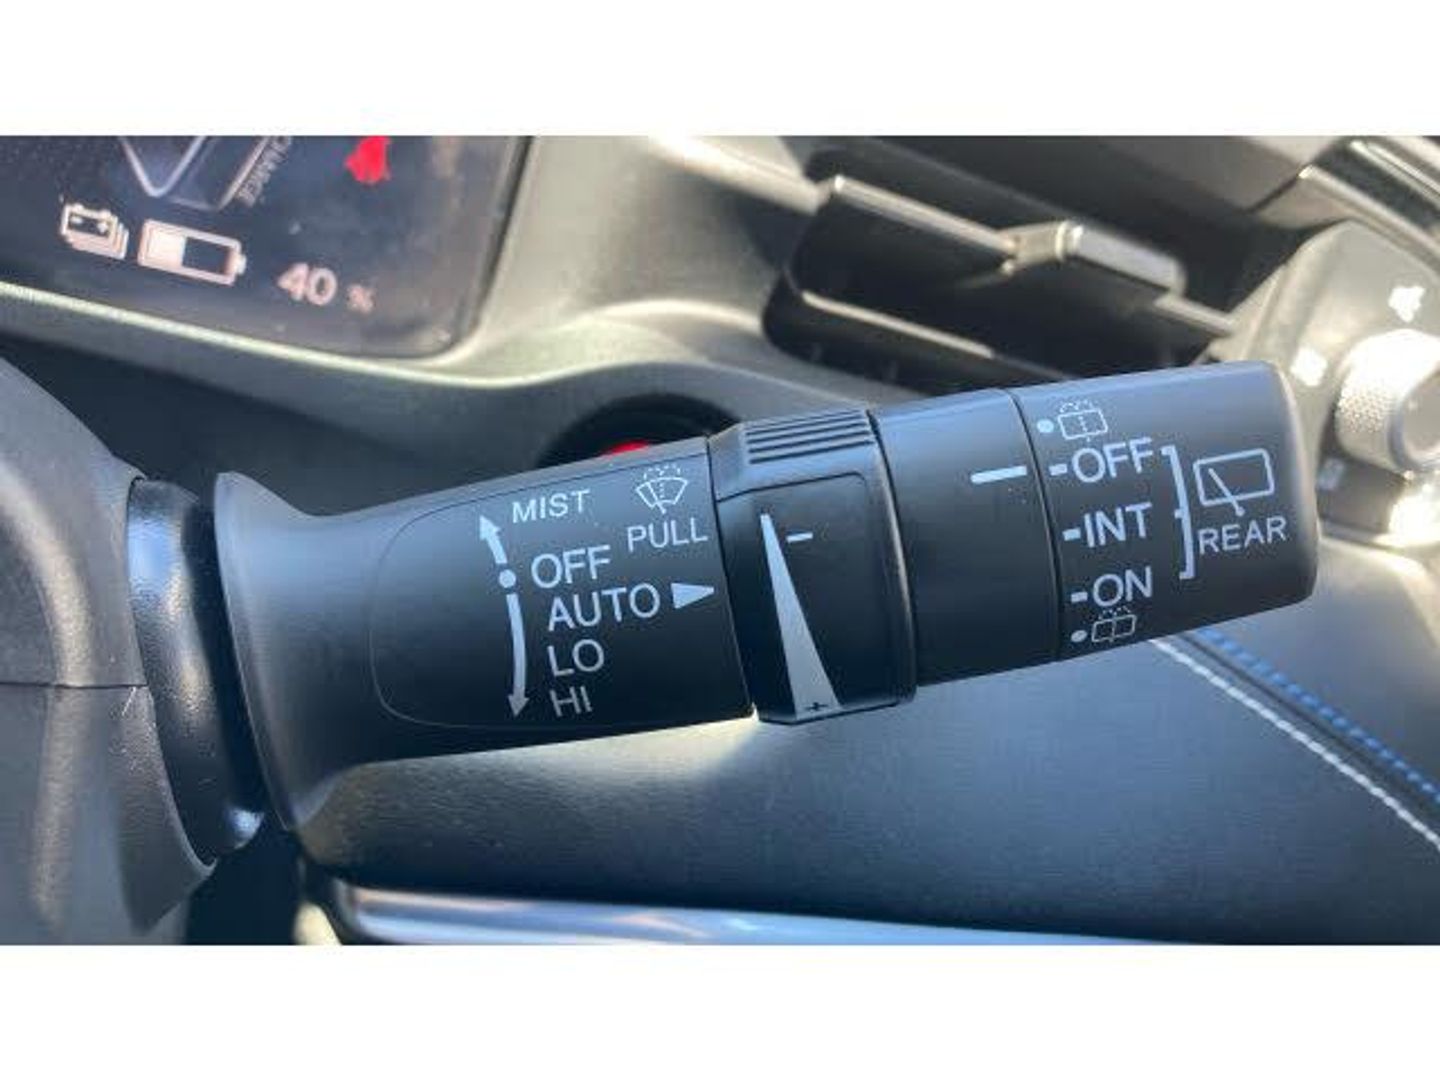 40 %
MIST
PULL
OFF
AUTO
LO
HI
OFF
INT
ON
REAR